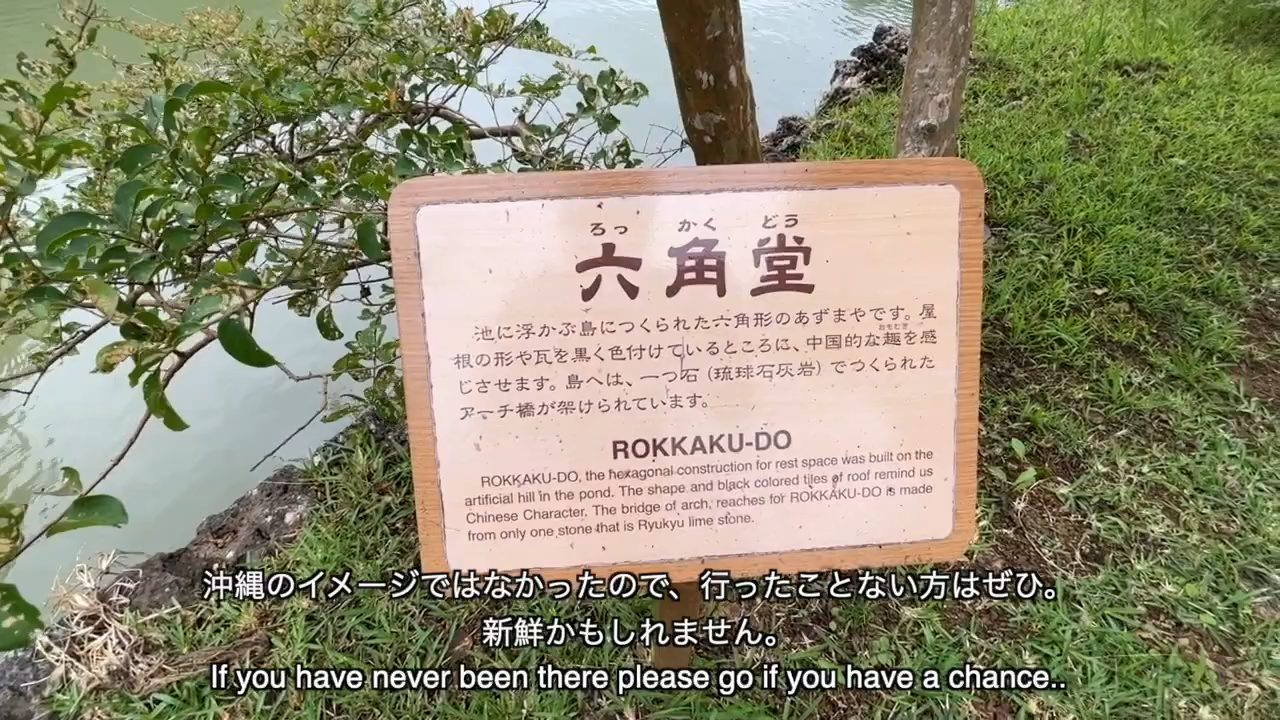 ろっ かく どう
六角堂
池に浮かぶ島につくられた六角形のあずまやです。屋
根の形や瓦を黒く色付けているところに、中国的な趣を感
おもむき
じさせます。島へは、一つ石（琉球石灰岩）でつくられた
アーチ橋が架けられています。
ROKKAKU-DO
ROKKAKU-DO, the hexagonal construction for rest space was built on the
artificial hill in the pond. The shape and black colored tiles of roof remind us
Chinese Character. The bridge of arch, reaches for ROKKAKU-DO is made
from only one stone that is Ryukyu lime stone.
沖縄のイメージではなかったので、行ったことない方はぜひ。
新鮮かもしれません。
If you have never been there please go if you have a chance..